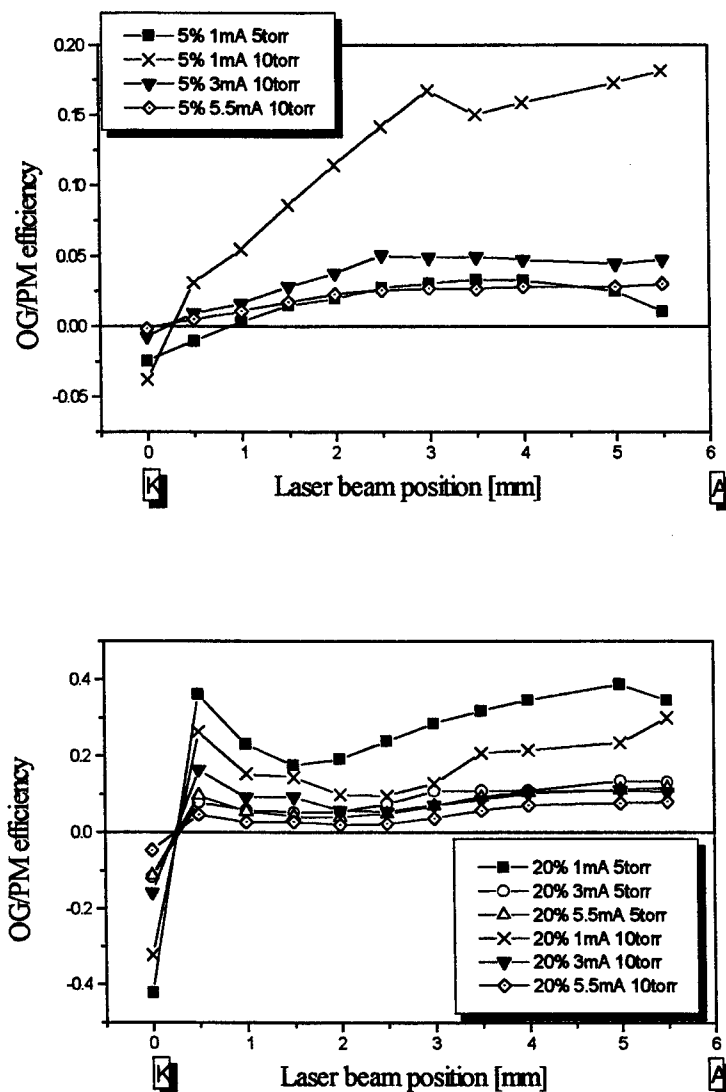 5% 1mA 5torr
5% 1mA 10torr
5% 3mA 10torr
5% 5.5mA 10torr
0.20
0.15
0.10
0.05
0.00
-0.05
OG/PM efficiency
0 1 2 3 4 5 6
K Laser beam position [mm] A
0.4
0.2
0.0
-0.2
-0.4
OG/PM efficiency
20% 1mA 5torr
20% 3mA 5torr
20% 5.5mA 5torr
20% 1mA 10torr
20% 3mA 10torr
20% 5.5mA 10torr
0 1 2 3 4 5 6
K Laser beam position [mm] A